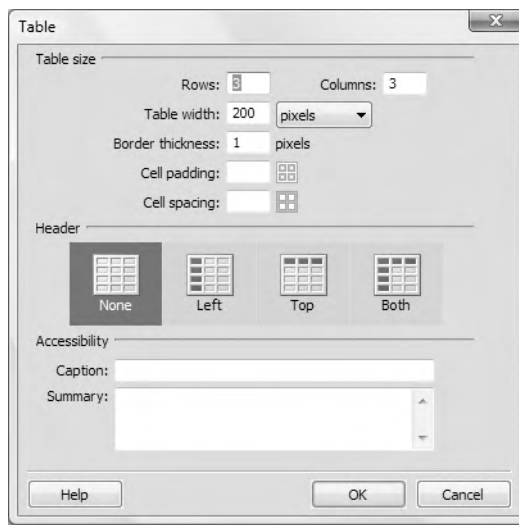 Table
Table size
Rows: 3 Columns: 3
Table width: 200 pixels
Border thickness: 1 pixels
Cell padding:
Cell spacing:
Header
None Left Top Both
Accessibility
Caption:
Summary:
Help OK Cancel